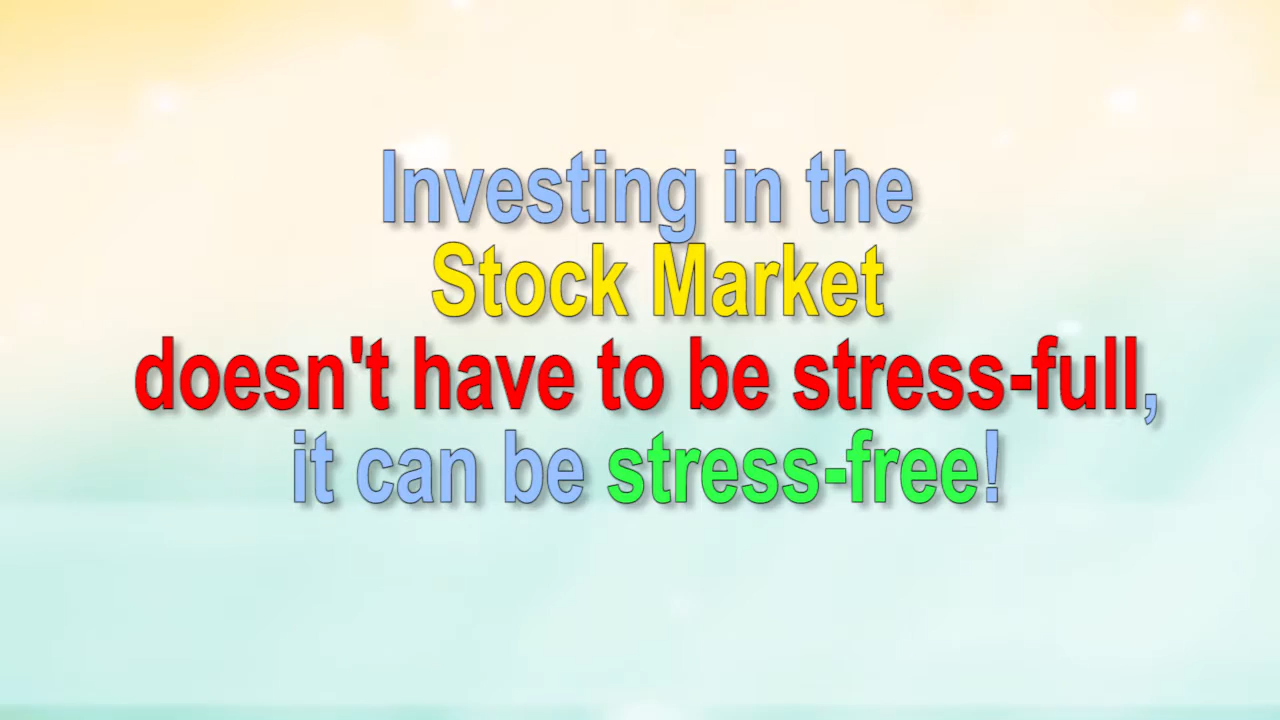 Investing in the
Stock Market
doesn't have to be stress-full,
it can be stress-free!